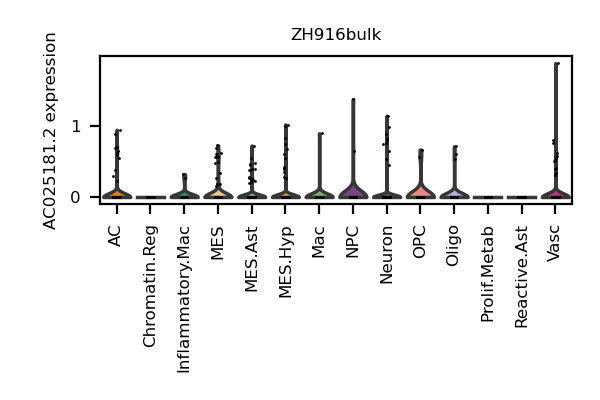 ZH916bulk
AC025181.2 expression
1
0
AC
Chromatin.Reg
Inflammatory.Mac
MES
MES.Ast
MES.Hyp
Mac
NPC
Neuron
OPC
Oligo
Prolif.Metab
Reactive.Ast
Vasc